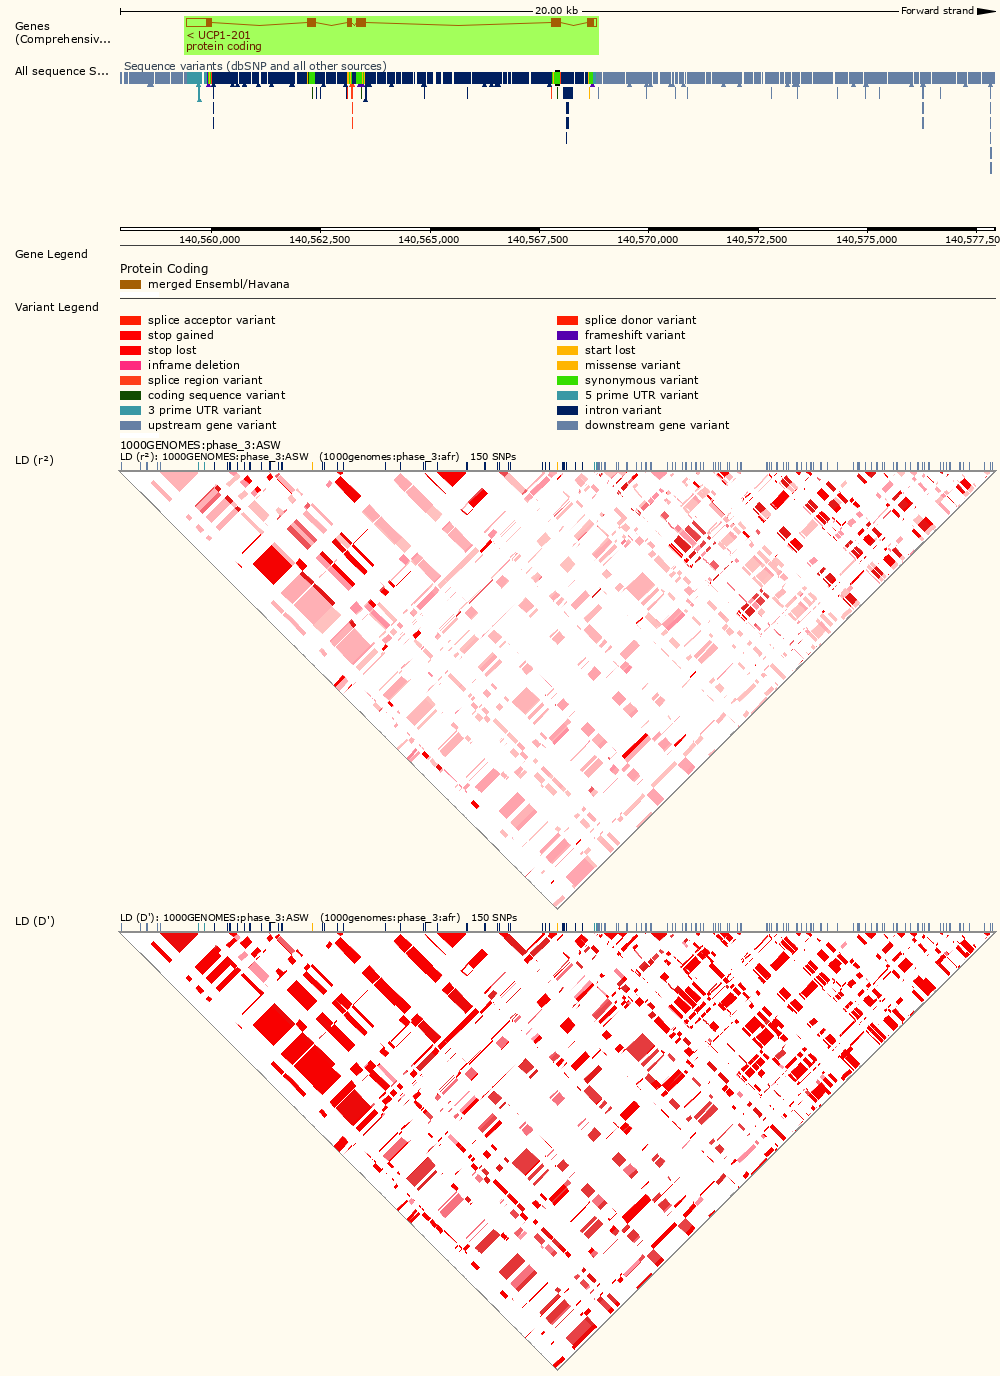 20.00 kb
Forward strand
Genes
(Comprehensiv...
< UCP1-201
protein coding
All sequence S...
Sequence variants (dbSNP and all other sources)
140,560,000 140,562,500 140,565,000 140,567,500 140,570,000 140,572,500 140,575,000 140,577,50
Gene Legend
Protein Coding
merged Ensembl/Havana
Variant Legend
splice acceptor variant splice donor variant
stop gained frameshift variant
stop lost start lost
inframe deletion missense variant
splice region variant synonymous variant
coding sequence variant 5 prime UTR variant
3 prime UTR variant intron variant
upstream gene variant downstream gene variant
1000GENOMES:phase_3:ASW
LD (r²) LD (r²): 1000GENOMES:phase_3:ASW (1000genomes:phase_3:afr) 150 SNPs
LD (D') LD (D'): 1000GENOMES:phase_3:ASW (1000genomes:phase_3:afr) 150 SNPs